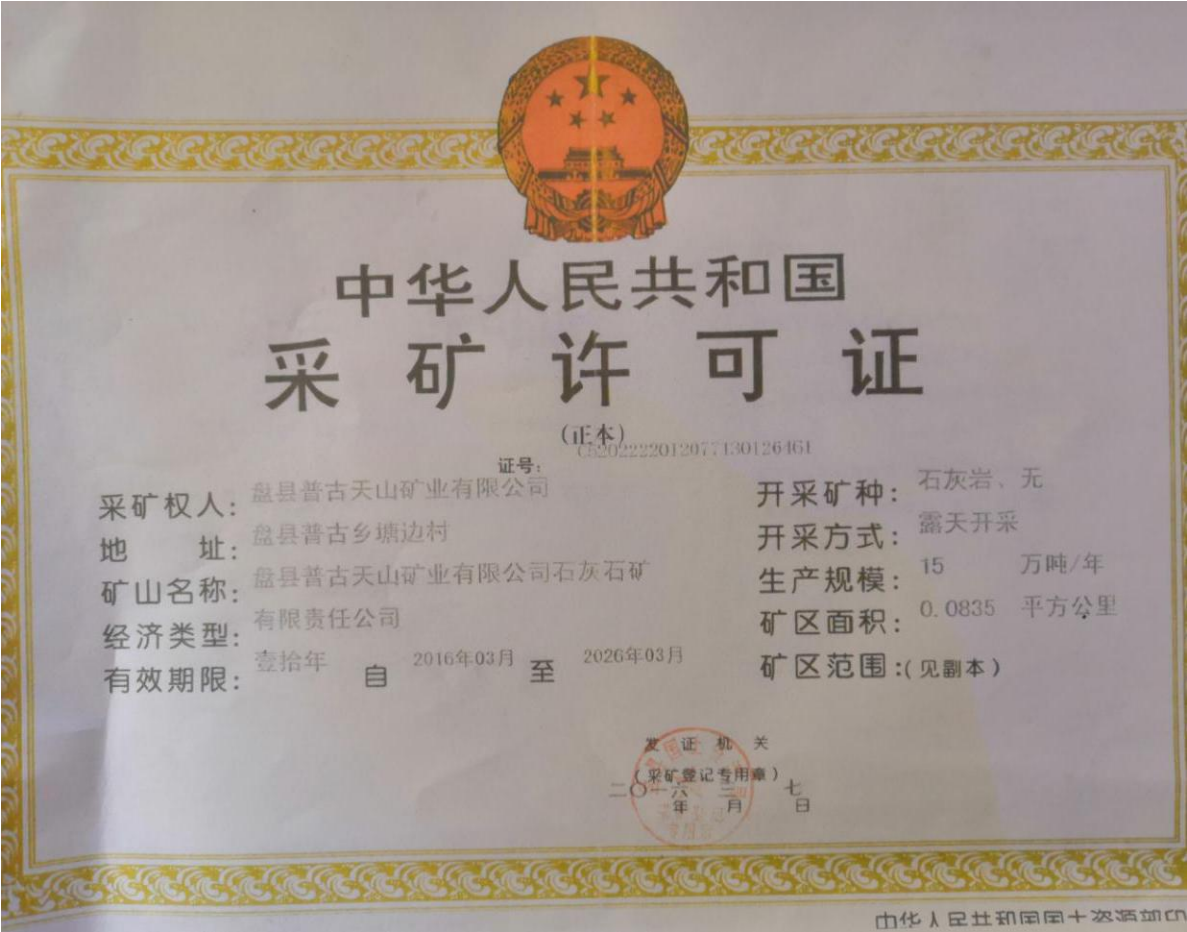 中华人民共和国
采矿许可证
(正本)
证号: C5202222012077130126461
采矿权人: 盘县普古天山矿业有限公司
地 址: 盘县普古乡塘边村
矿山名称: 盘县普古天山矿业有限公司石灰石矿
经济类型: 有限责任公司
有效期限: 壹拾年 自 2016年03月 至 2026年03月
开采矿种: 石灰岩、无
开采方式: 露天开采
生产规模: 15 万吨/年
矿区面积: 0.0835 平方公里
矿区范围:(见副本)
发证机关
(采矿登记专用章)
二〇一六年三月七日
中华人民共和国国土资源部印